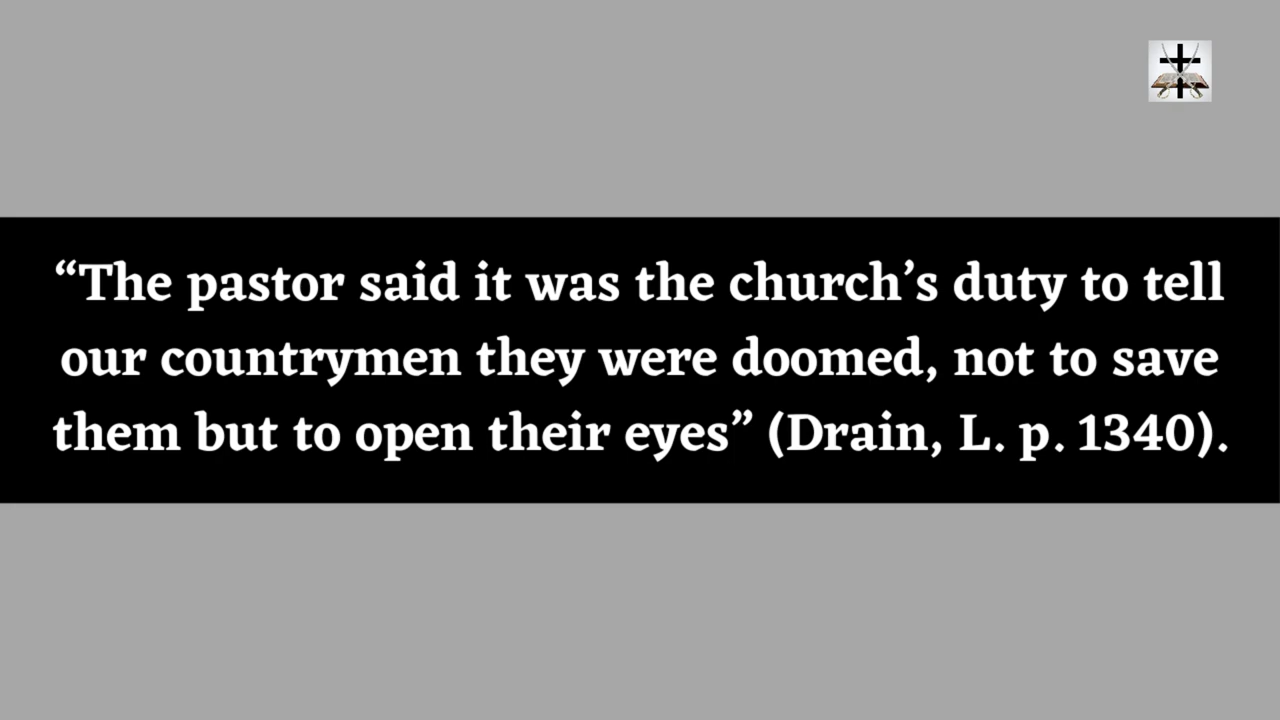 “The pastor said it was the church’s duty to tell
our countrymen they were doomed, not to save
them but to open their eyes” (Drain, L. p. 1340).